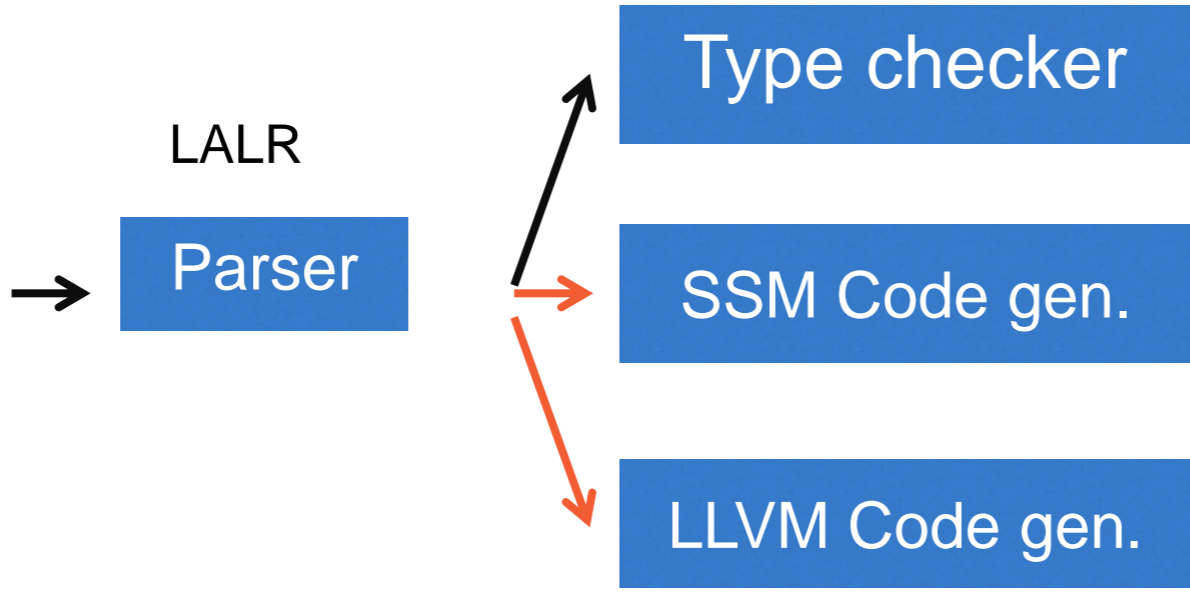 LALR
Parser
Type checker
SSM Code gen.
LLVM Code gen.